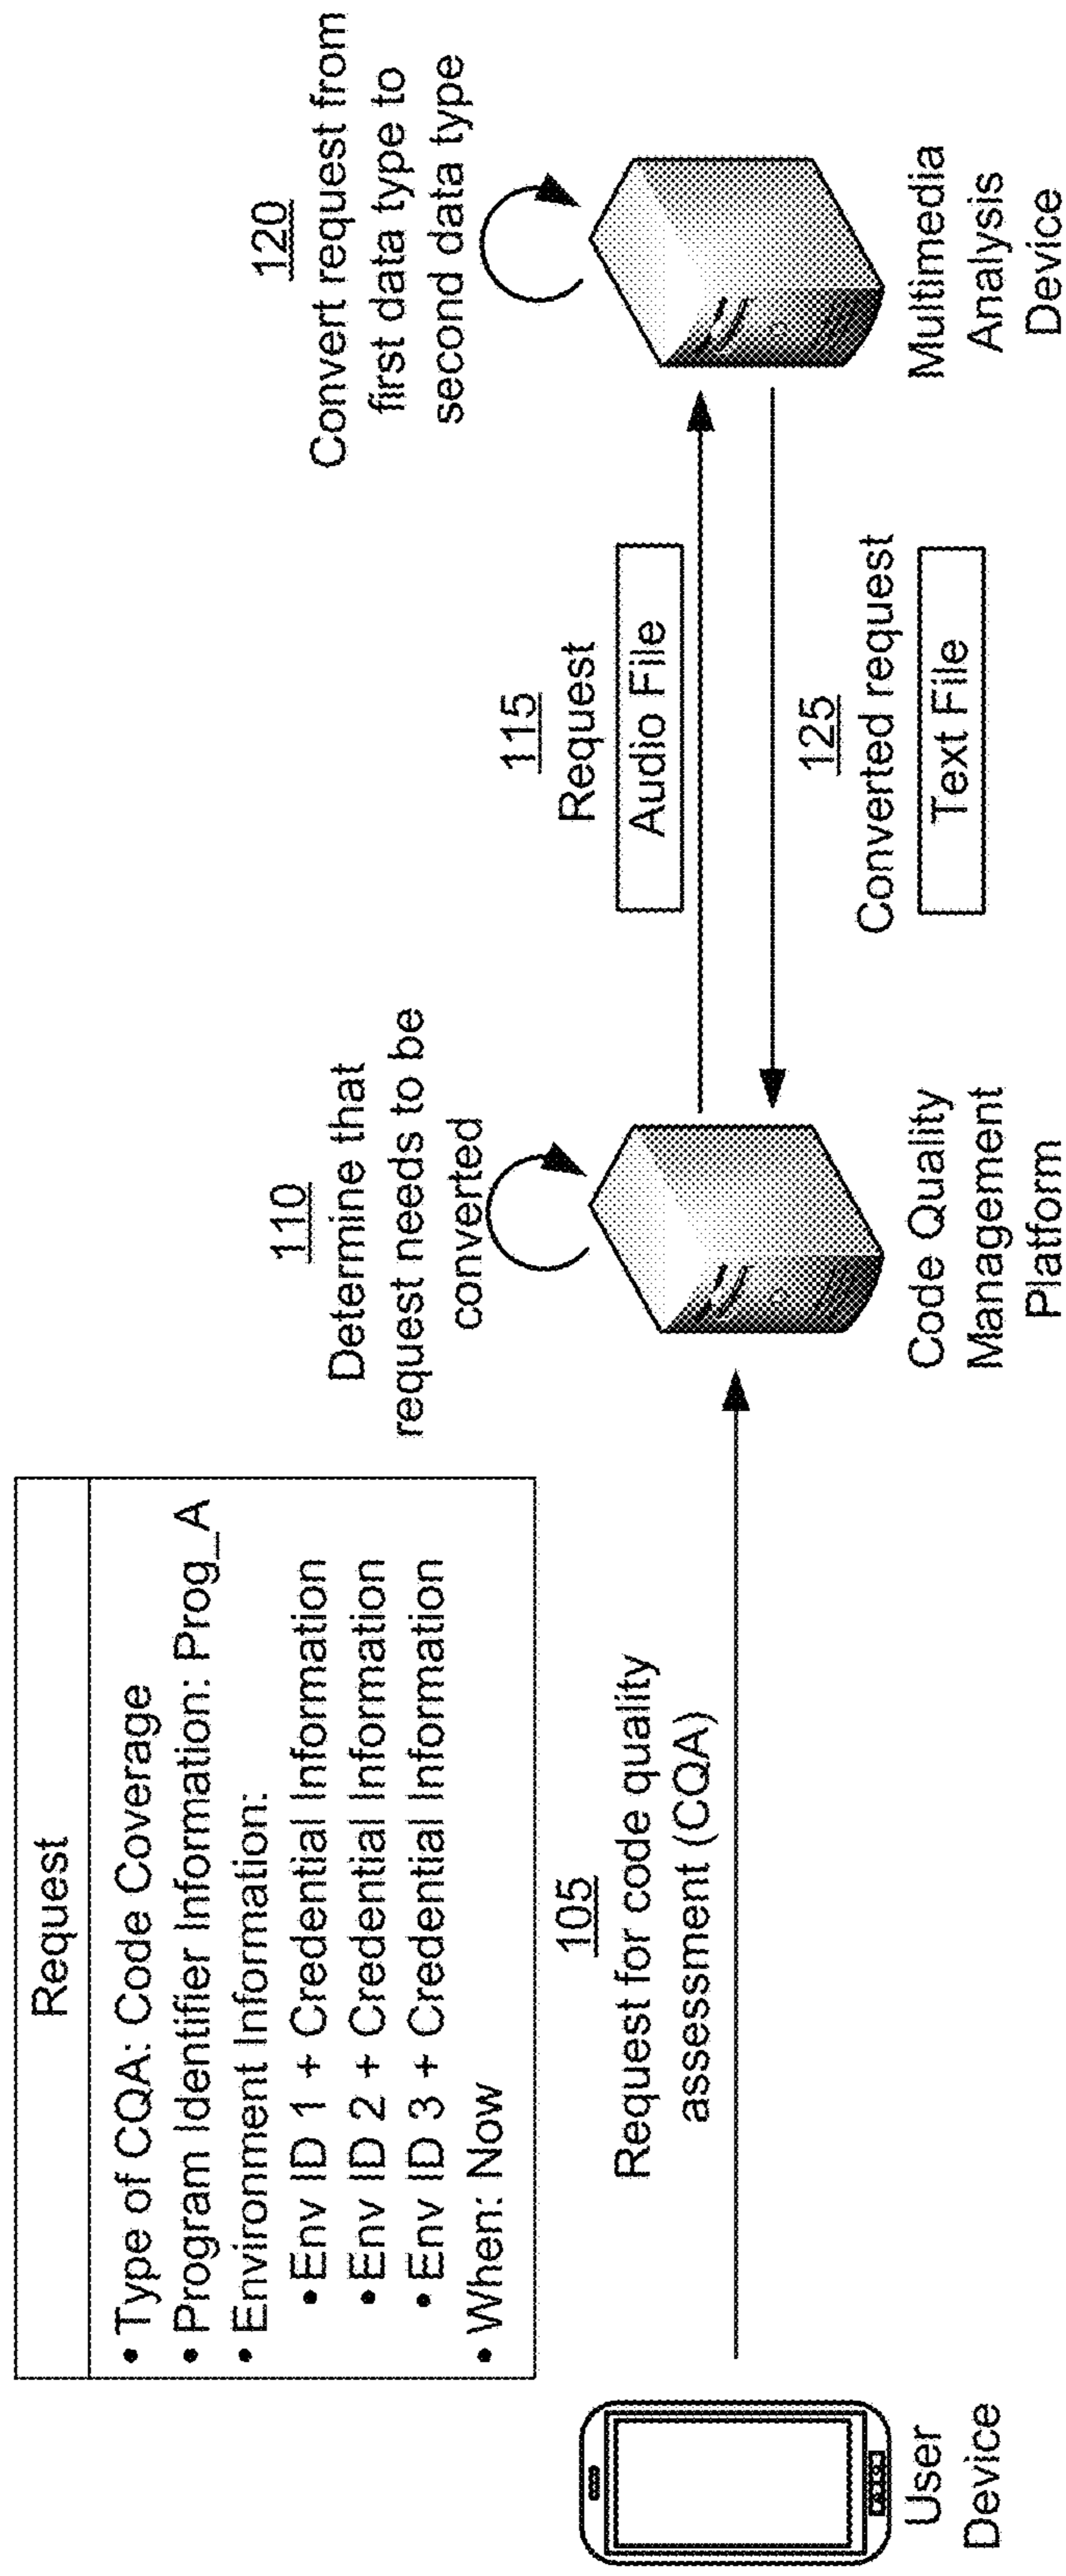 Request
• Type of CQA: Code Coverage
• Program Identifier Information: Prog_A
• Environment Information:
• Env ID 1 + Credential Information
• Env ID 2 + Credential Information
• Env ID 3 + Credential Information
• When: Now
105
Request for code quality
assessment (CQA)
User
Device
110
Determine that
request needs to be
converted
Code Quality
Management
Platform
115
Request
Audio File
125
Converted request
Text File
120
Convert request from
first data type to
second data type
Multimedia
Analysis
Device